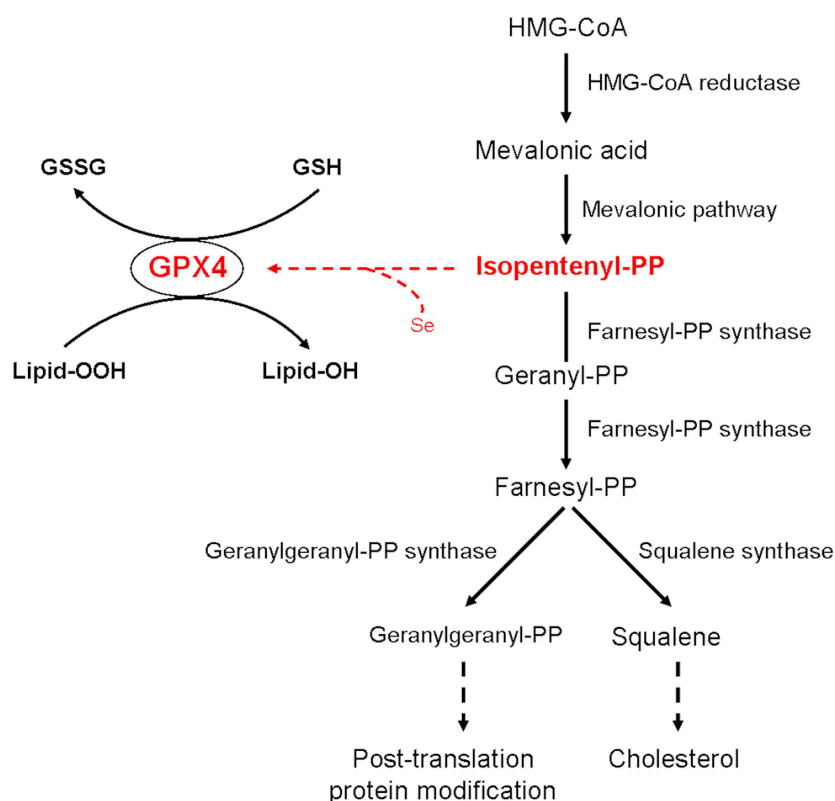 HMG-CoA
HMG-CoA reductase
Mevalonic acid
GSSG
GSH
Mevalonic pathway
GPX4
Isopentenyl-PP
Se
Farnesyl-PP synthase
Lipid-OOH
Lipid-OH
Geranyl-PP
Farnesyl-PP synthase
Farnesyl-PP
Geranylgeranyl-PP synthase
Squalene synthase
Geranylgeranyl-PP
Squalene
Post-translation
protein modification
Cholesterol